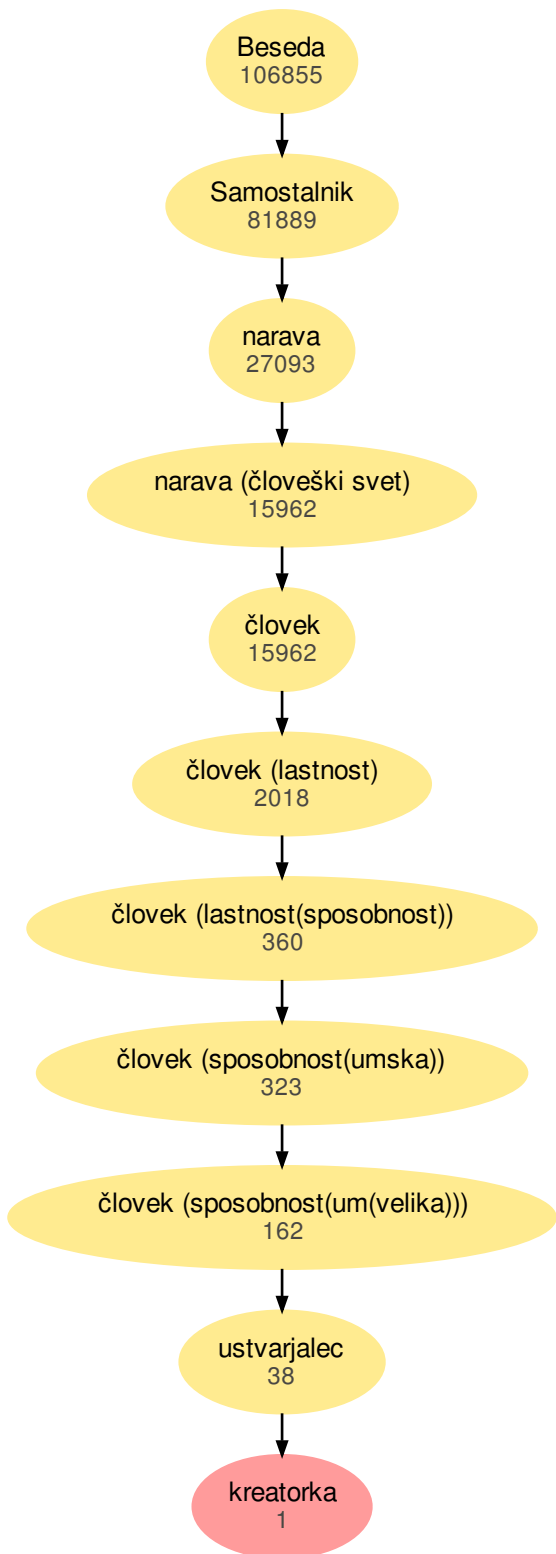 Beseda
106855
Samostalnik
81889
narava
27093
narava (človeški svet)
15962
človek
15962
človek (lastnost)
2018
človek (lastnost(sposobnost))
360
človek (sposobnost(umska))
323
človek (sposobnost(um(velika)))
162
ustvarjalec
38
kreatorka
1